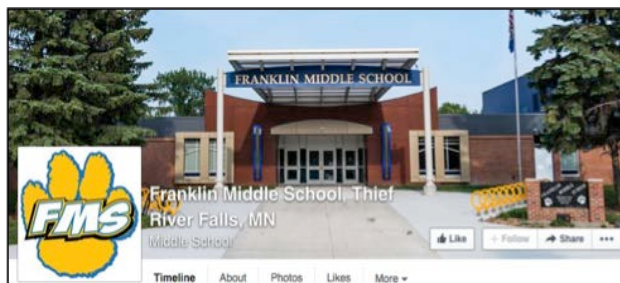 FRANKLIN MIDDLE SCHOOL
FMS
Franklin Middle School, Thief
River Falls, MN
Middle School
Like
+ Follow
Share
Timeline About Photos Likes More